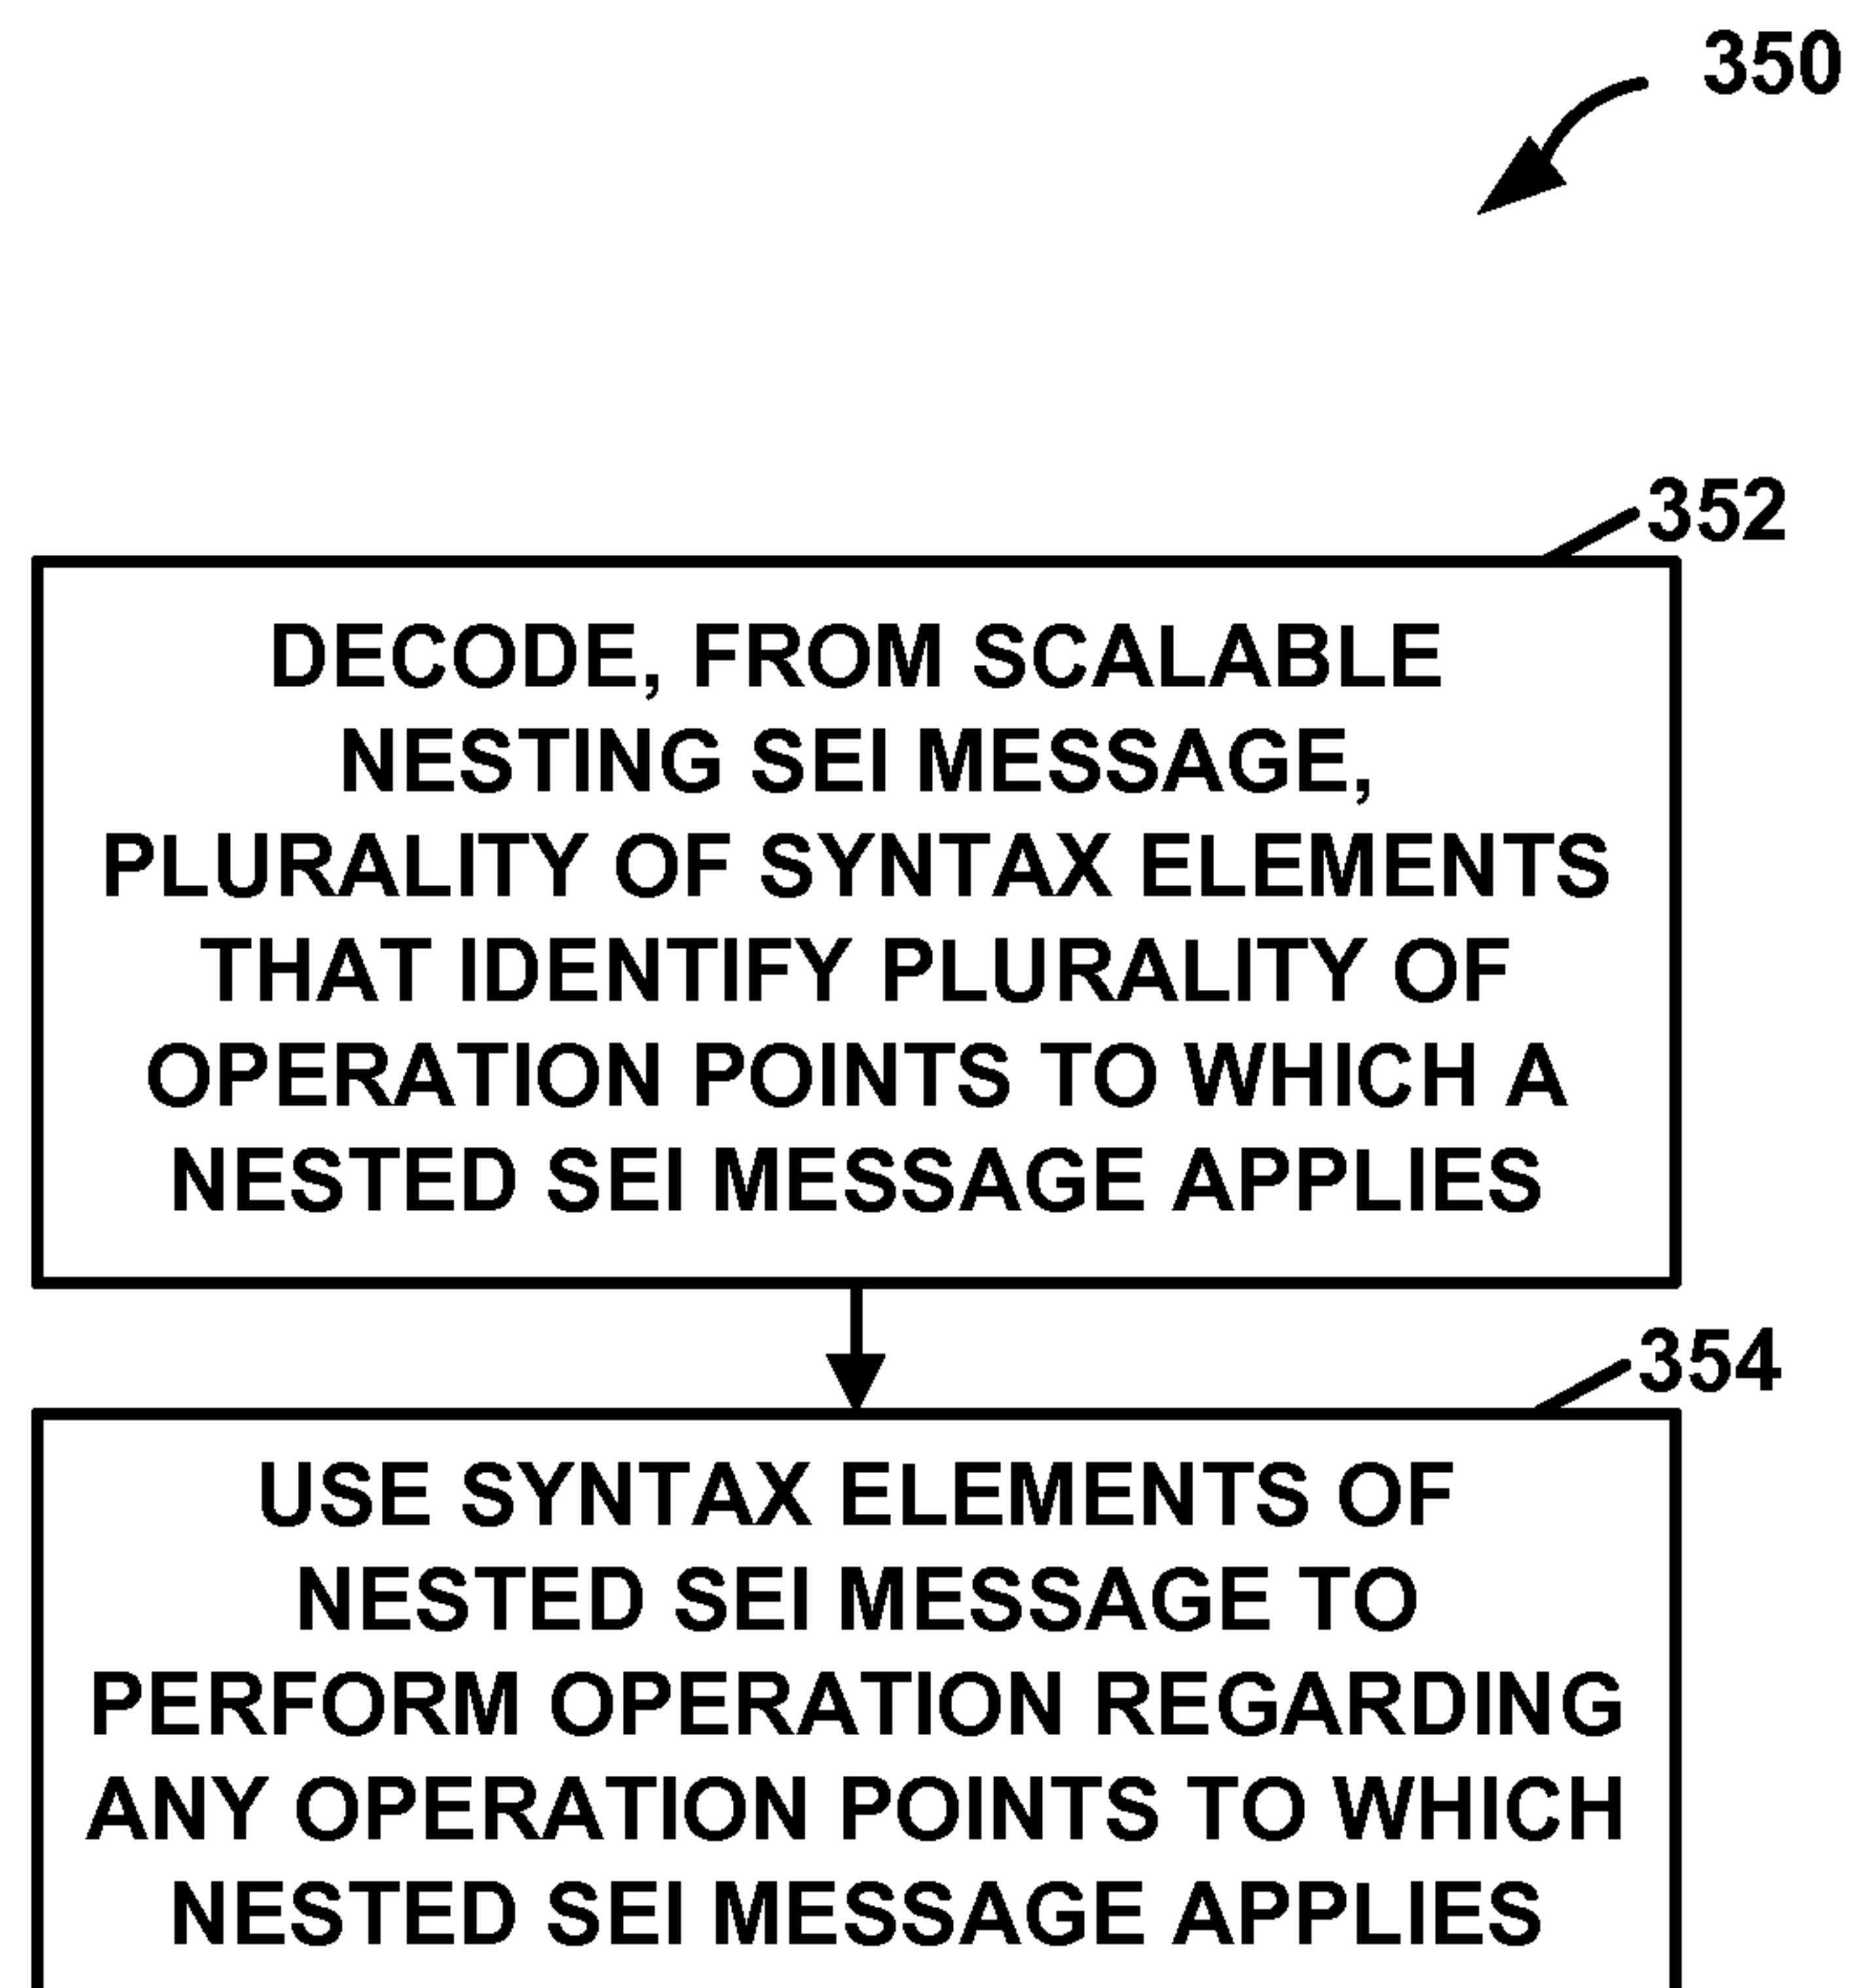 350
352
DECODE, FROM SCALABLE
NESTING SEI MESSAGE,
PLURALITY OF SYNTAX ELEMENTS
THAT IDENTIFY PLURALITY OF
OPERATION POINTS TO WHICH A
NESTED SEI MESSAGE APPLIES
354
USE SYNTAX ELEMENTS OF
NESTED SEI MESSAGE TO
PERFORM OPERATION REGARDING
ANY OPERATION POINTS TO WHICH
NESTED SEI MESSAGE APPLIES